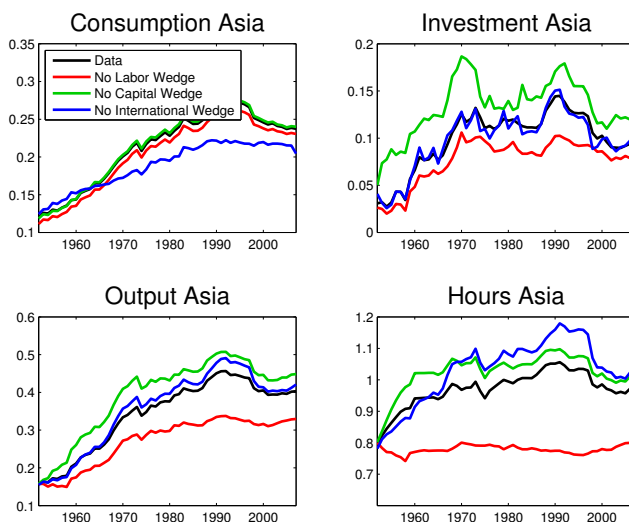 Consumption Asia
0.35
0.3
0.25
0.2
0.15
0.1
Data
No Labor Wedge
No Capital Wedge
No International Wedge
1960 1970 1980 1990 2000
Investment Asia
0.2
0.15
0.1
0.05
0
1960 1970 1980 1990 2000
Output Asia
0.6
0.5
0.4
0.3
0.2
0.1
1960 1970 1980 1990 2000
Hours Asia
1.2
1.1
1
0.9
0.8
0.7
1960 1970 1980 1990 2000